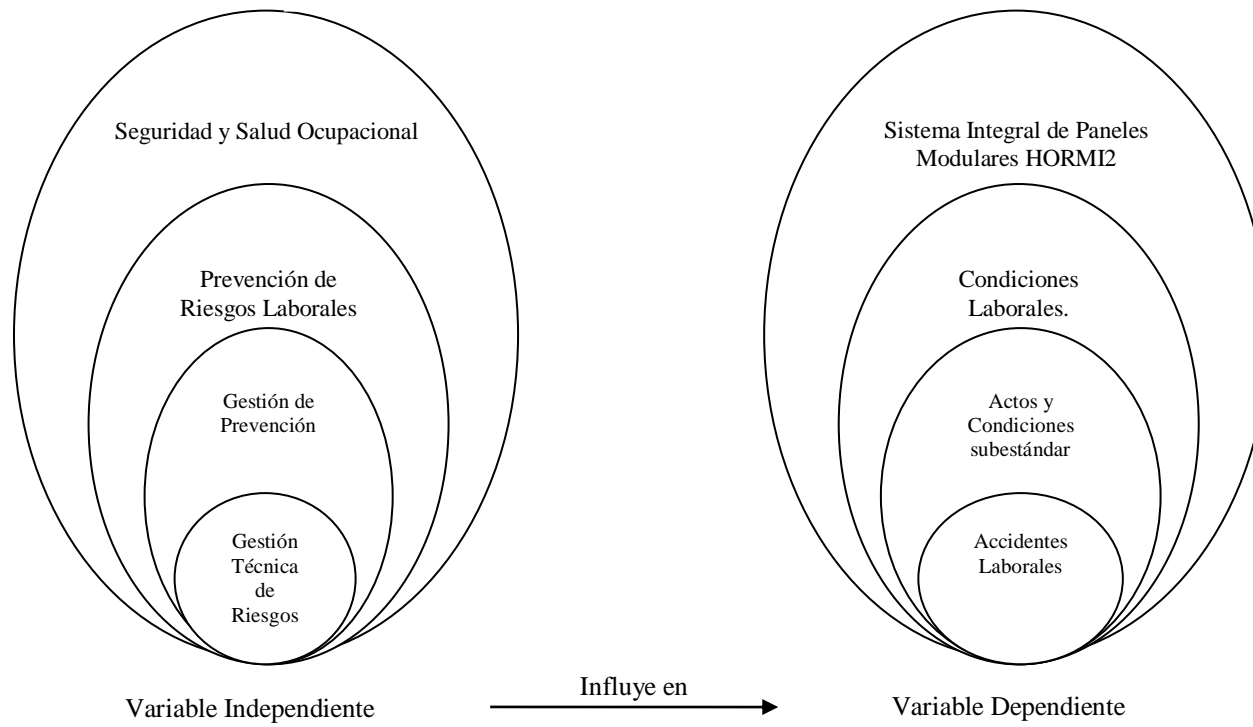 Seguridad y Salud Ocupacional
Prevención de
Riesgos Laborales
Gestión de
Prevención
Gestión
Técnica
de
Riesgos
Variable Independiente
Influye en
Sistema Integral de Paneles
Modulares HORMI2
Condiciones
Laborales.
Actos y
Condiciones
subestándar
Accidentes
Laborales
Variable Dependiente